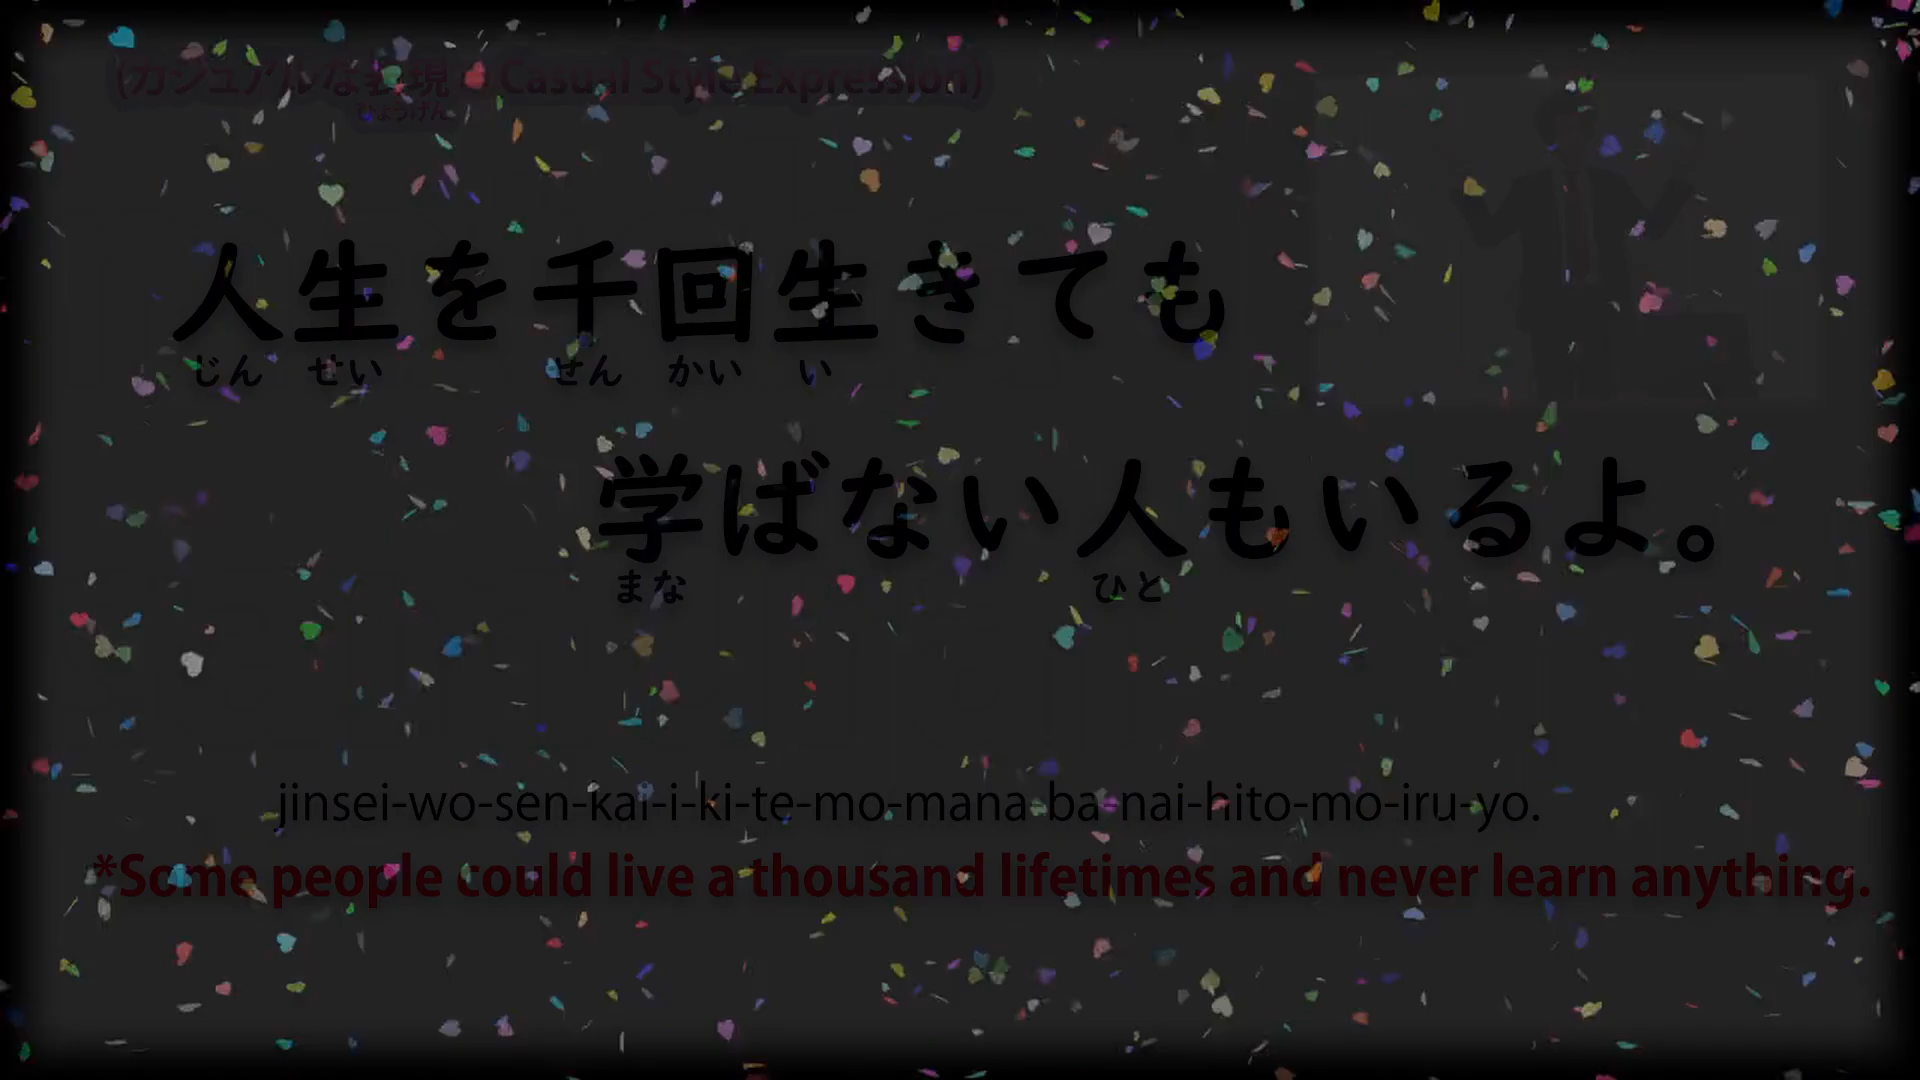 (カジュアルな表現 = Casual Style Expression)
ひょうげん
人生を千回生きても
じん せい せん かい い
学ばない人もいるよ。
まな ひと
jinsei-wo-sen-kai-i-ki-te-mo-mana-ba-nai-hito-mo-iru-yo.
*Some people could live a thousand lifetimes and never learn anything.